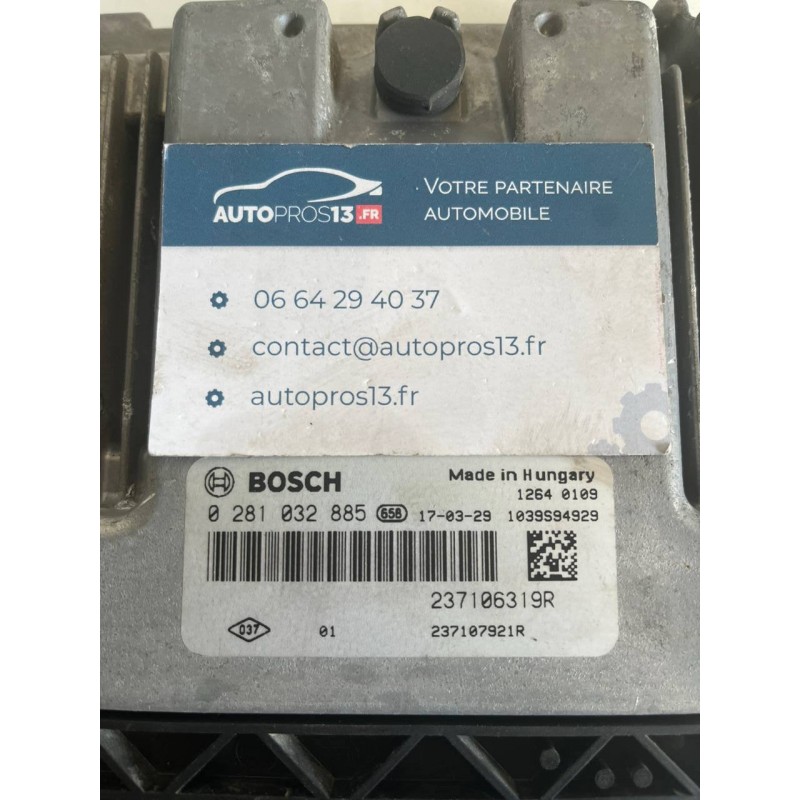 AUTOPROS13.FR
VOTRE PARTENAIRE
AUTOMOBILE
06 64 29 40 37
contact@autopros13.fr
autopros13.fr
BOSCH Made in Hungary
1264 0109
0 281 032 885 G5B 17-03-29 1039S94929
237106319R
037 01 237107921R